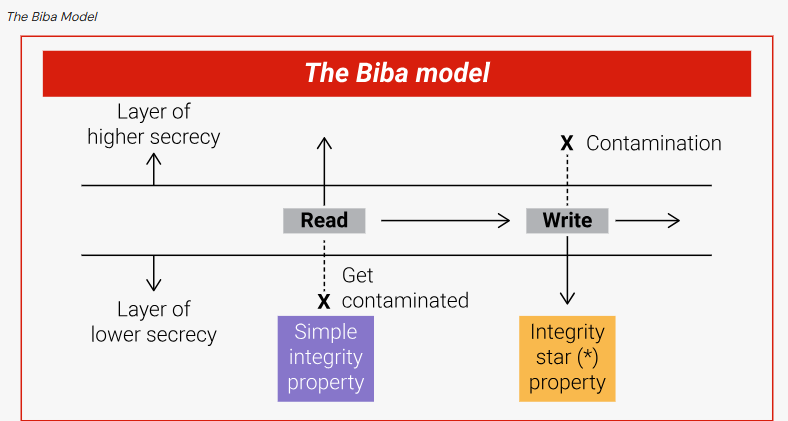 The Biba Model
The Biba model
Layer of
higher secrecy
X Contamination
Read
Write
Get
X contaminated
Layer of
lower secrecy
Simple
integrity
property
Integrity
star (*)
property